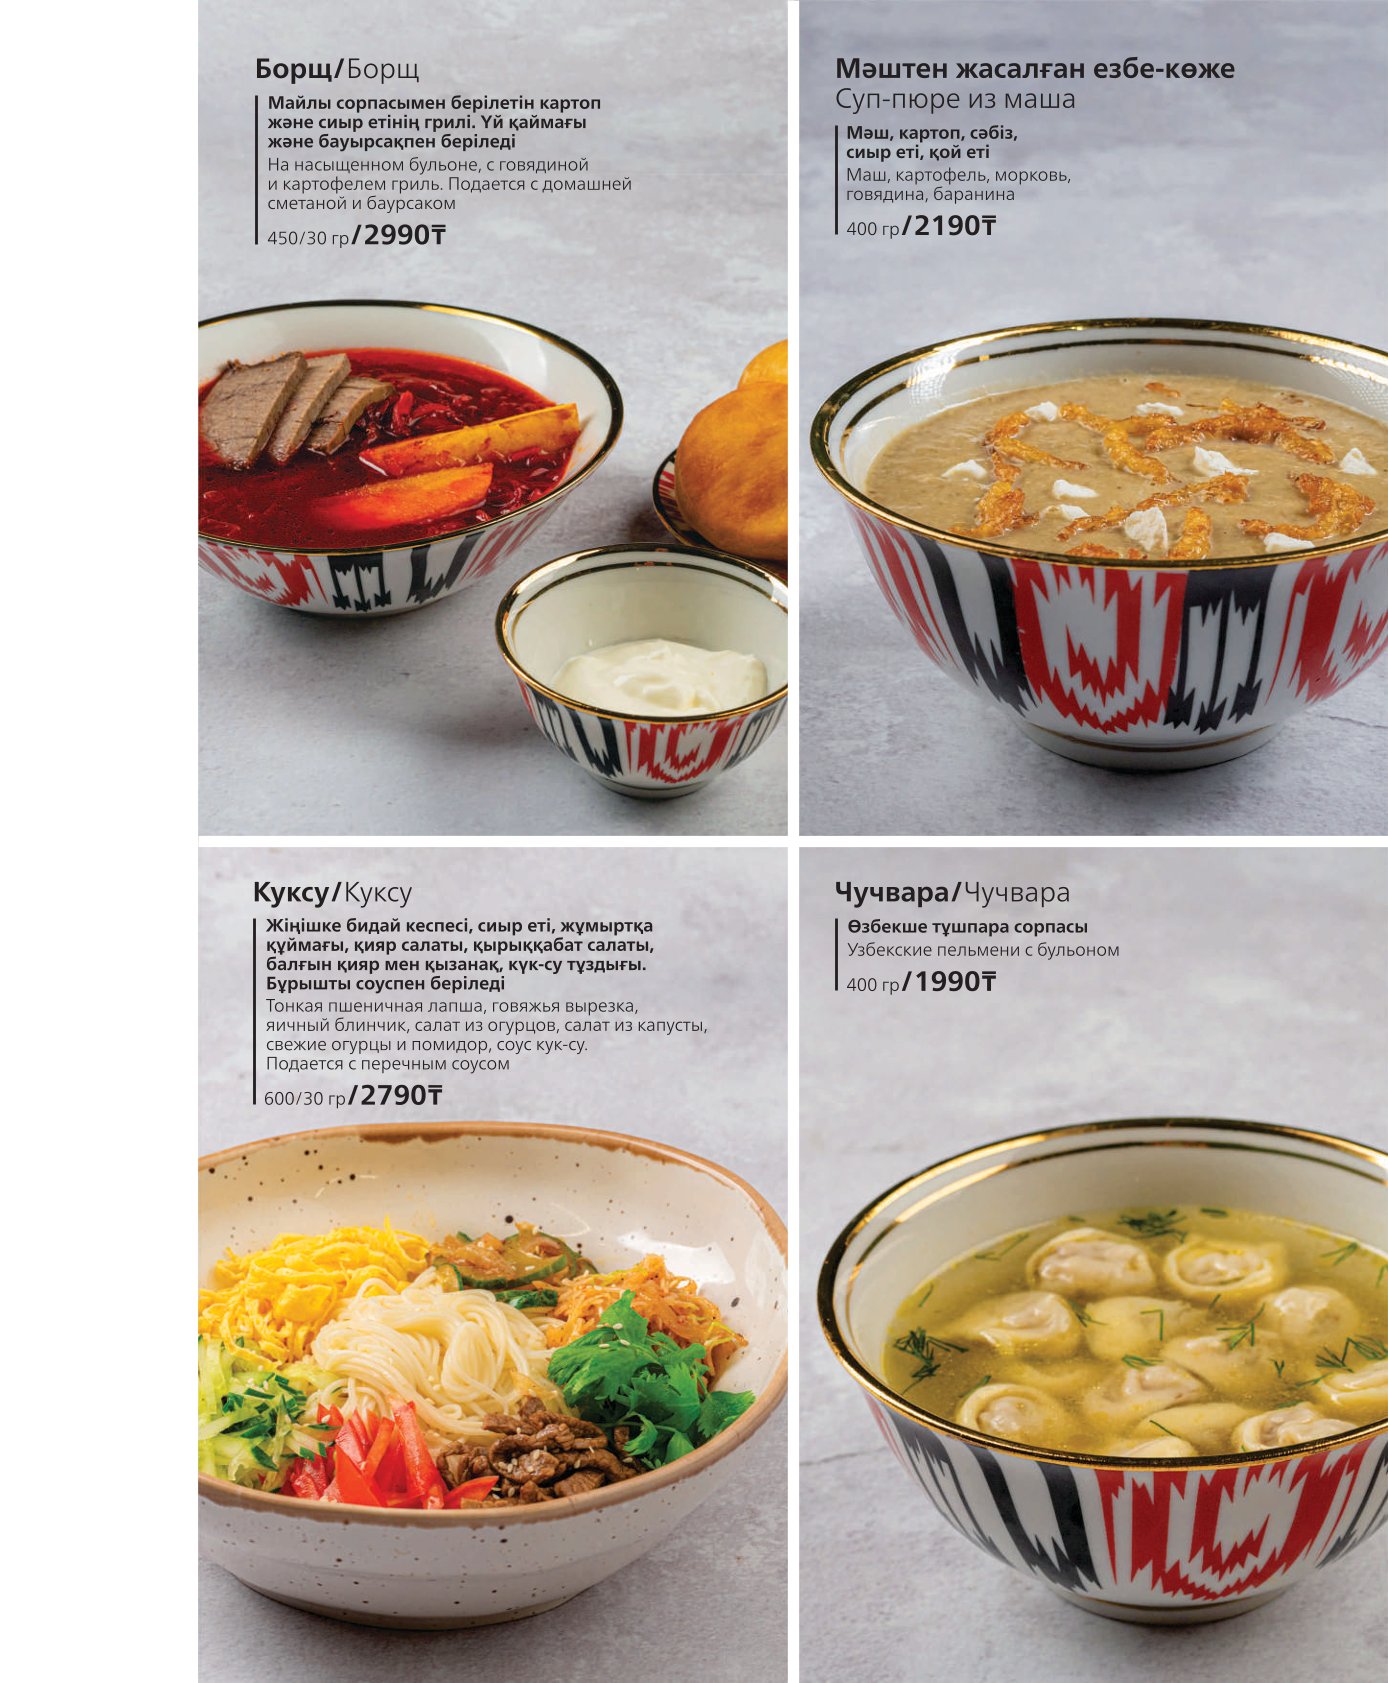 Борщ/Борщ
Майлы сорпасымен берілетін картоп
және сиыр етінің грилі. Үй қаймағы
және бауырсақпен беріледі
На насыщенном бульоне, с говядиной
и картофелем гриль. Подается с домашней
сметаной и баурсаком
450/30 гр/2990₸
Мәштен жасалған езбе-көже
Суп-пюре из маша
Мәш, картоп, сәбіз,
сиыр еті, қой еті
Маш, картофель, морковь,
говядина, баранина
400 гр/2190₸
Куксу/Куксу
Жіңішке бидай кеспесі, сиыр еті, жұмыртқа
құймағы, қияр салаты, қырыққабат салаты,
балғын қияр мен қызанақ, күк-су тұздығы.
Бұрышты соуспен беріледі
Тонкая пшеничная лапша, говяжья вырезка,
яичный блинчик, салат из огурцов, салат из капусты,
свежие огурцы и помидор, соус кук-су.
Подается с перечным соусом
600/30 гр/2790₸
Чучвара/Чучвара
Өзбекше тұшпара сорпасы
Узбекские пельмени с бульоном
400 гр/1990₸